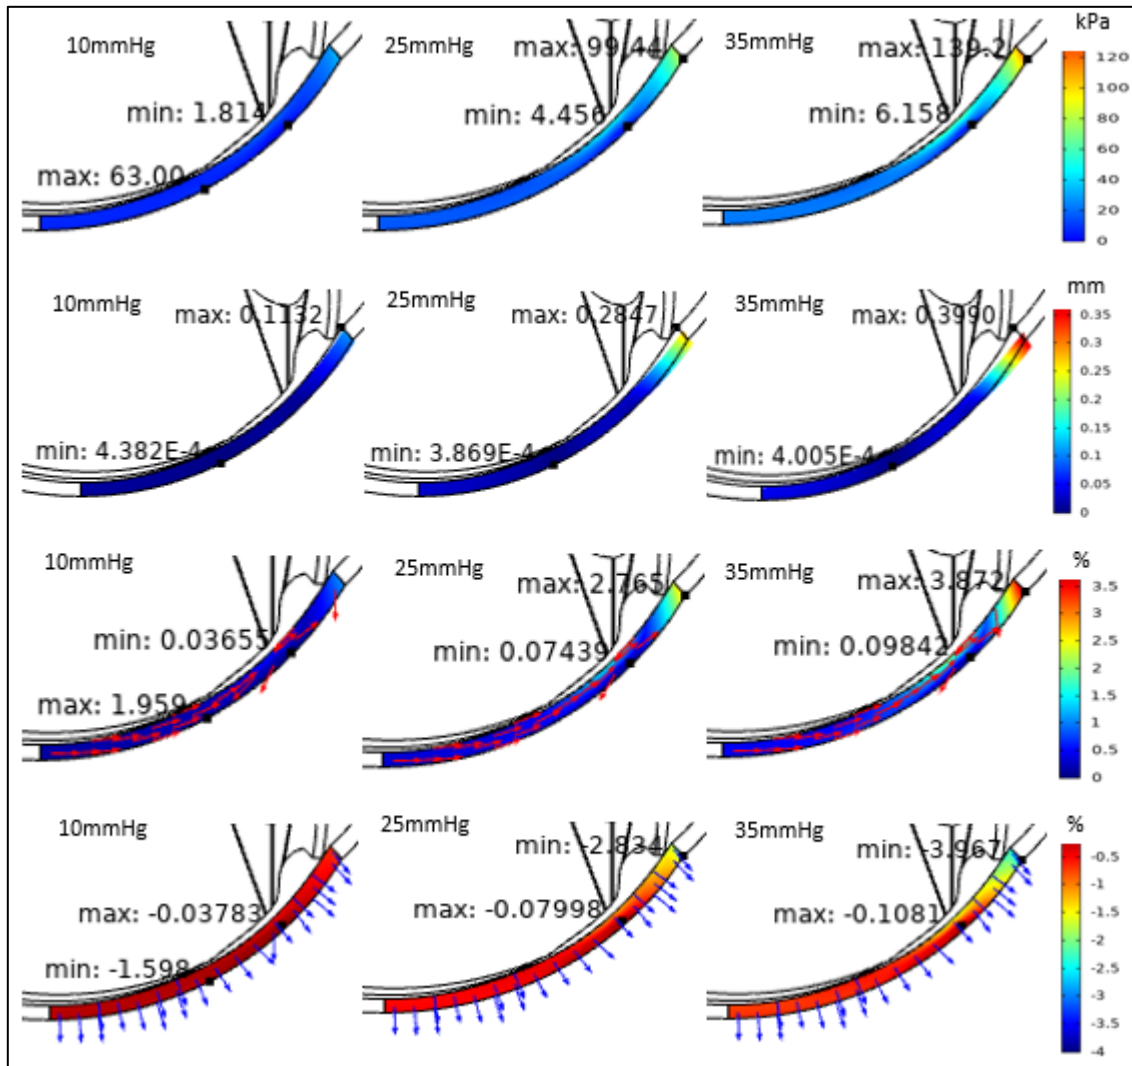 10mmHg
25mmHg
max: 99.44
35mmHg
max: 139.2
kPa
min: 1.814
min: 4.456
min: 6.158
max: 63.00
120
100
80
60
40
20
0
10mmHg
max: 0.1132
25mmHg
max: 0.2847
35mmHg
max: 0.3990
mm
min: 4.382E-4
min: 3.869E-4
min: 4.005E-4
0.35
0.3
0.25
0.2
0.15
0.1
0.05
0
10mmHg
25mmHg
max: 2.765
35mmHg
max: 3.872
%
min: 0.03655
min: 0.07439
min: 0.09842
max: 1.959
3.5
3
2.5
2
1.5
1
0.5
0
10mmHg
25mmHg
min: -2.834
35mmHg
min: -3.967
%
max: -0.03783
max: -0.07998
max: -0.1081
min: -1.598
-0.5
-1
-1.5
-2
-2.5
-3
-3.5
-4